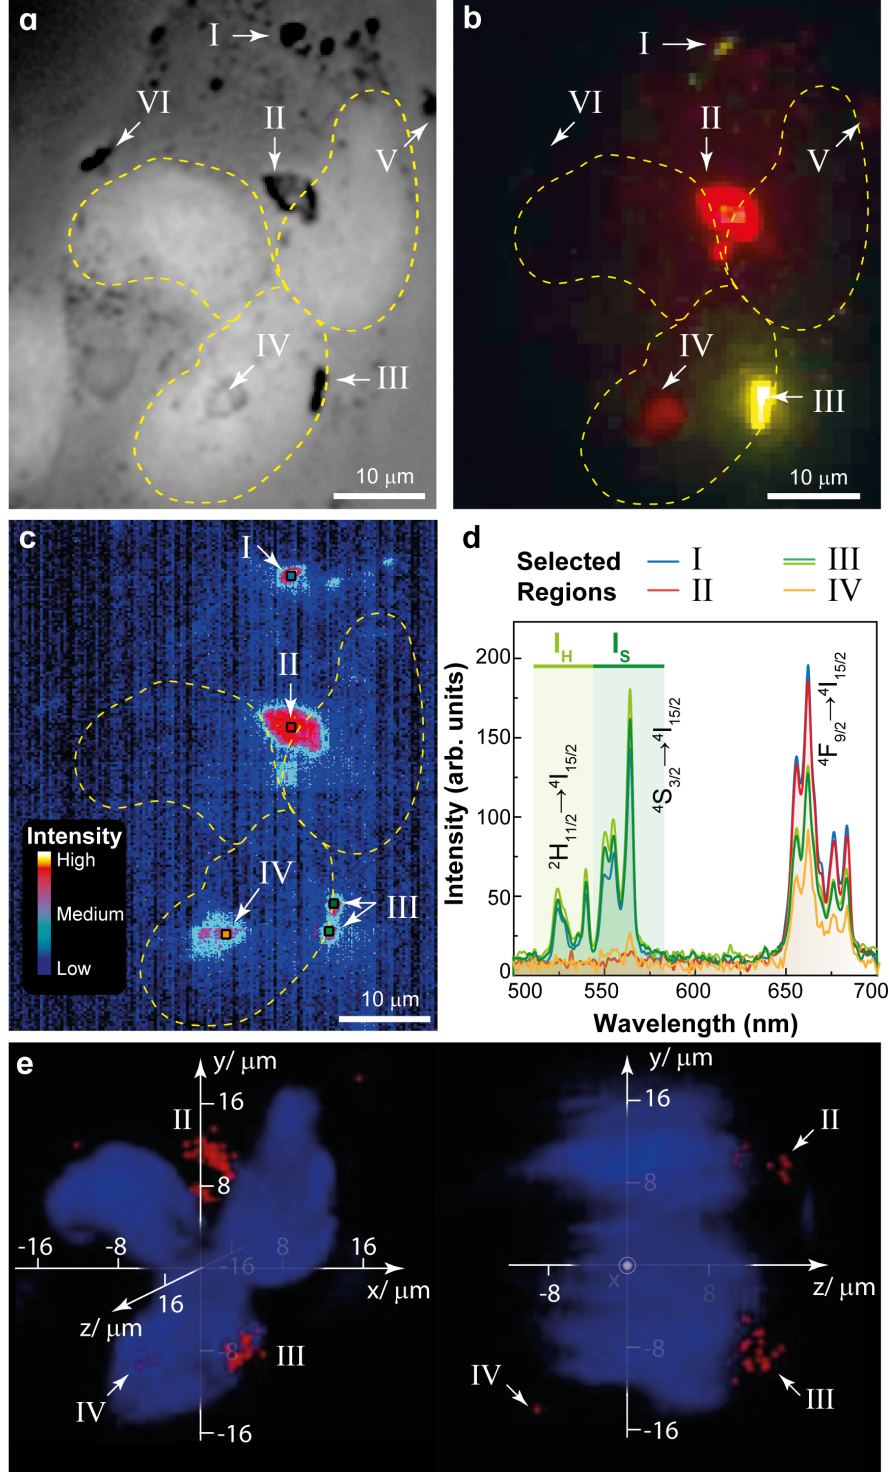 a
I
VI
II
V
IV
III
10 μm
b
I
VI
II
V
IV
III
10 μm
c
I
II
IV
III
Intensity
High
Medium
Low
10 μm
d
Selected Regions
I
II
III
IV
I_H
I_S
²H₁₁/₂→⁴I₁₅/₂
⁴S₃/₂→⁴I₁₅/₂
⁴F₉/₂→⁴I₁₅/₂
Intensity (arb. units)
200
150
100
50
0
500
550
600
650
700
Wavelength (nm)
e
y/ μm
16
II
8
-16
-8
-16
8
16
x/ μm
16
z/ μm
-8
III
IV
-16
y/ μm
16
II
8
-8
x
8
z/ μm
-8
IV
III
-16